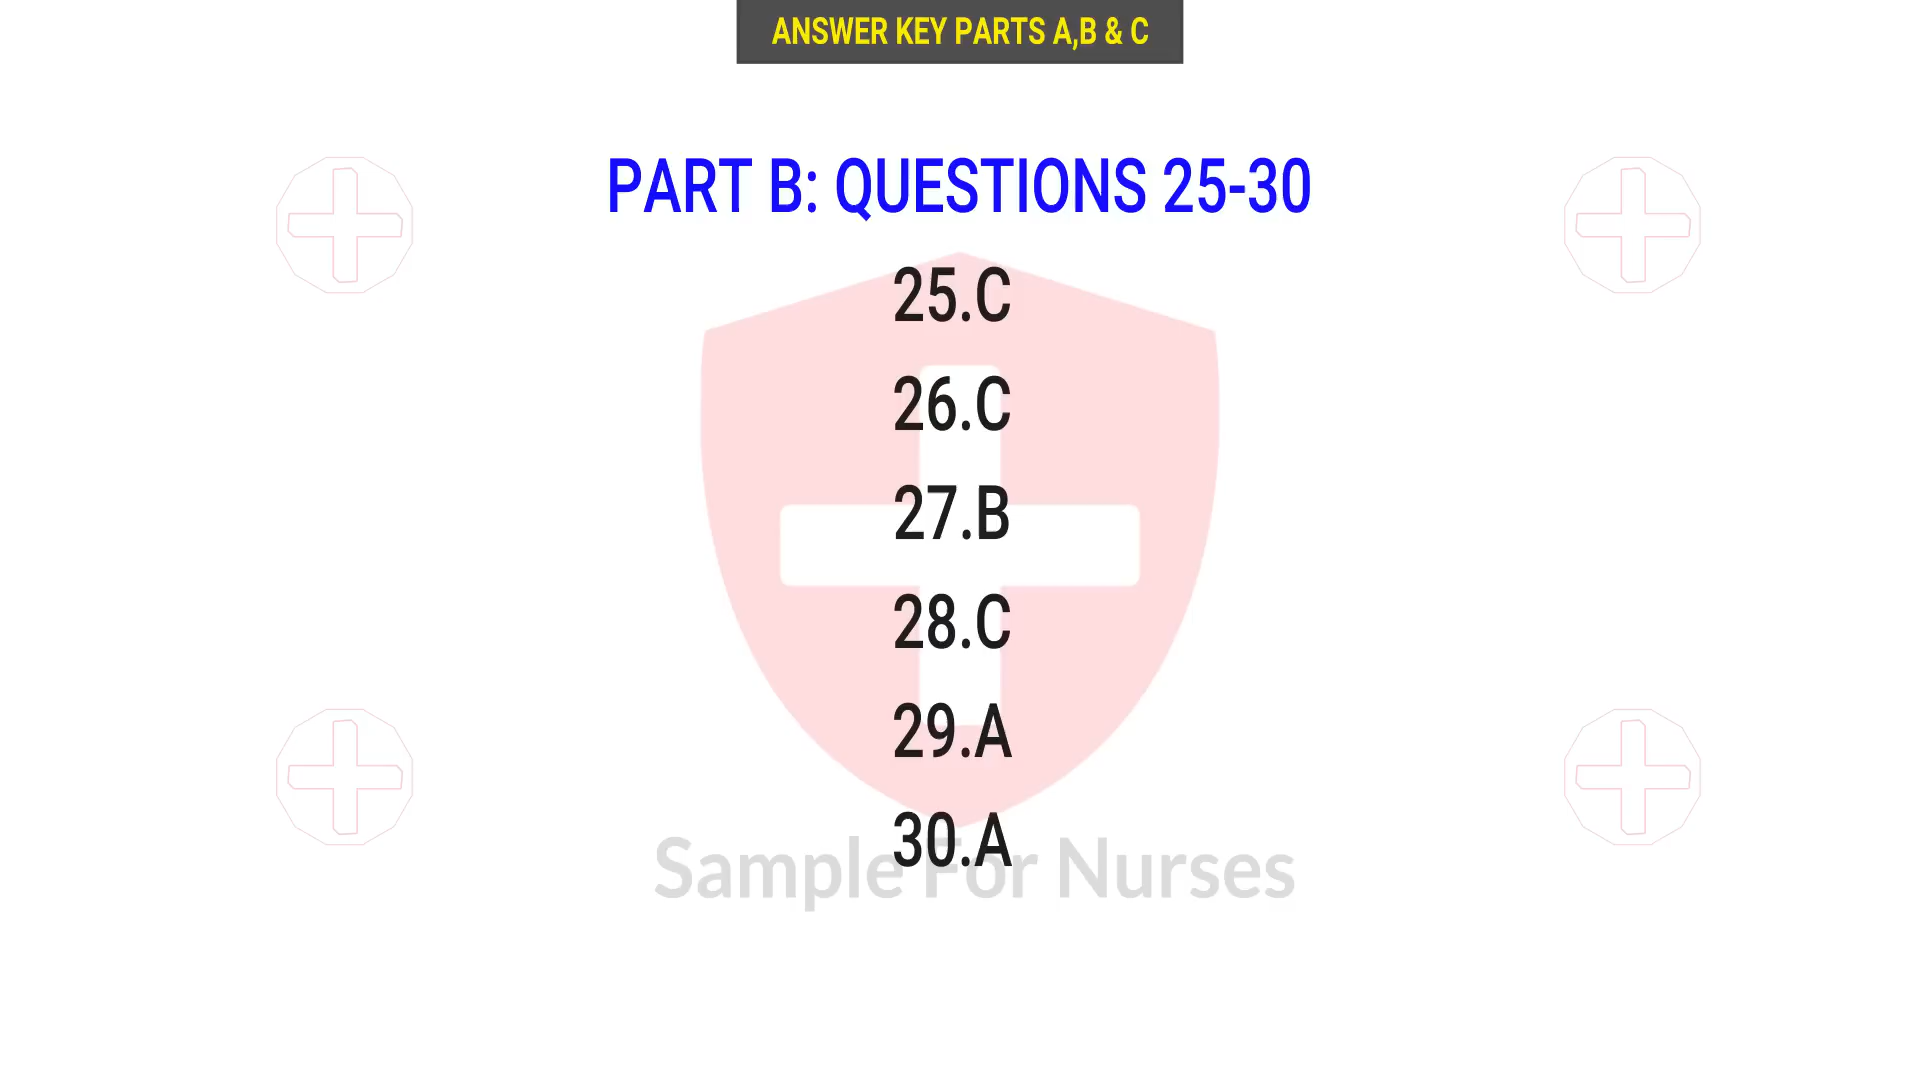 ANSWER KEY PARTS A,B & C
PART B: QUESTIONS 25-30
25.C
26.C
27.B
28.C
29.A
30.A
Sample For Nurses